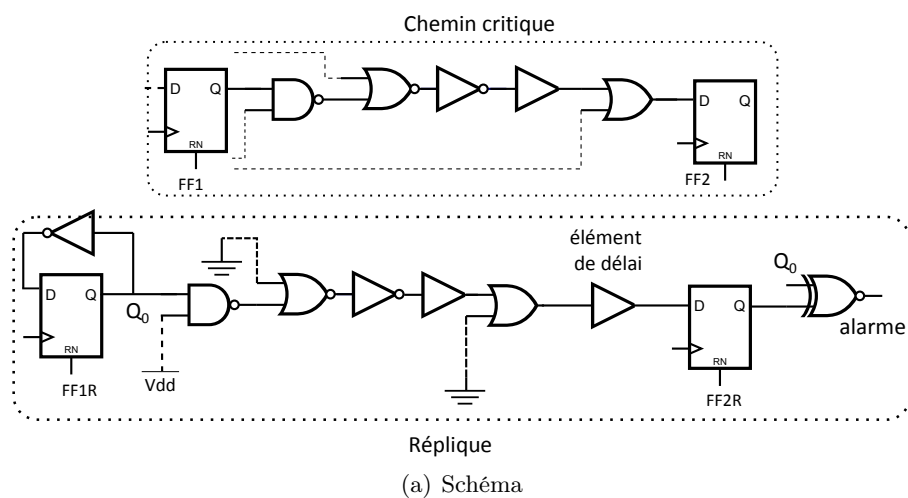 Chemin critique
D Q
RN
FF1
D Q
RN
FF2
élément
de délai
D Q
Q0
RN
FF1R
Vdd
D Q
RN
FF2R
Q0
alarme
Réplique
(a) Schéma